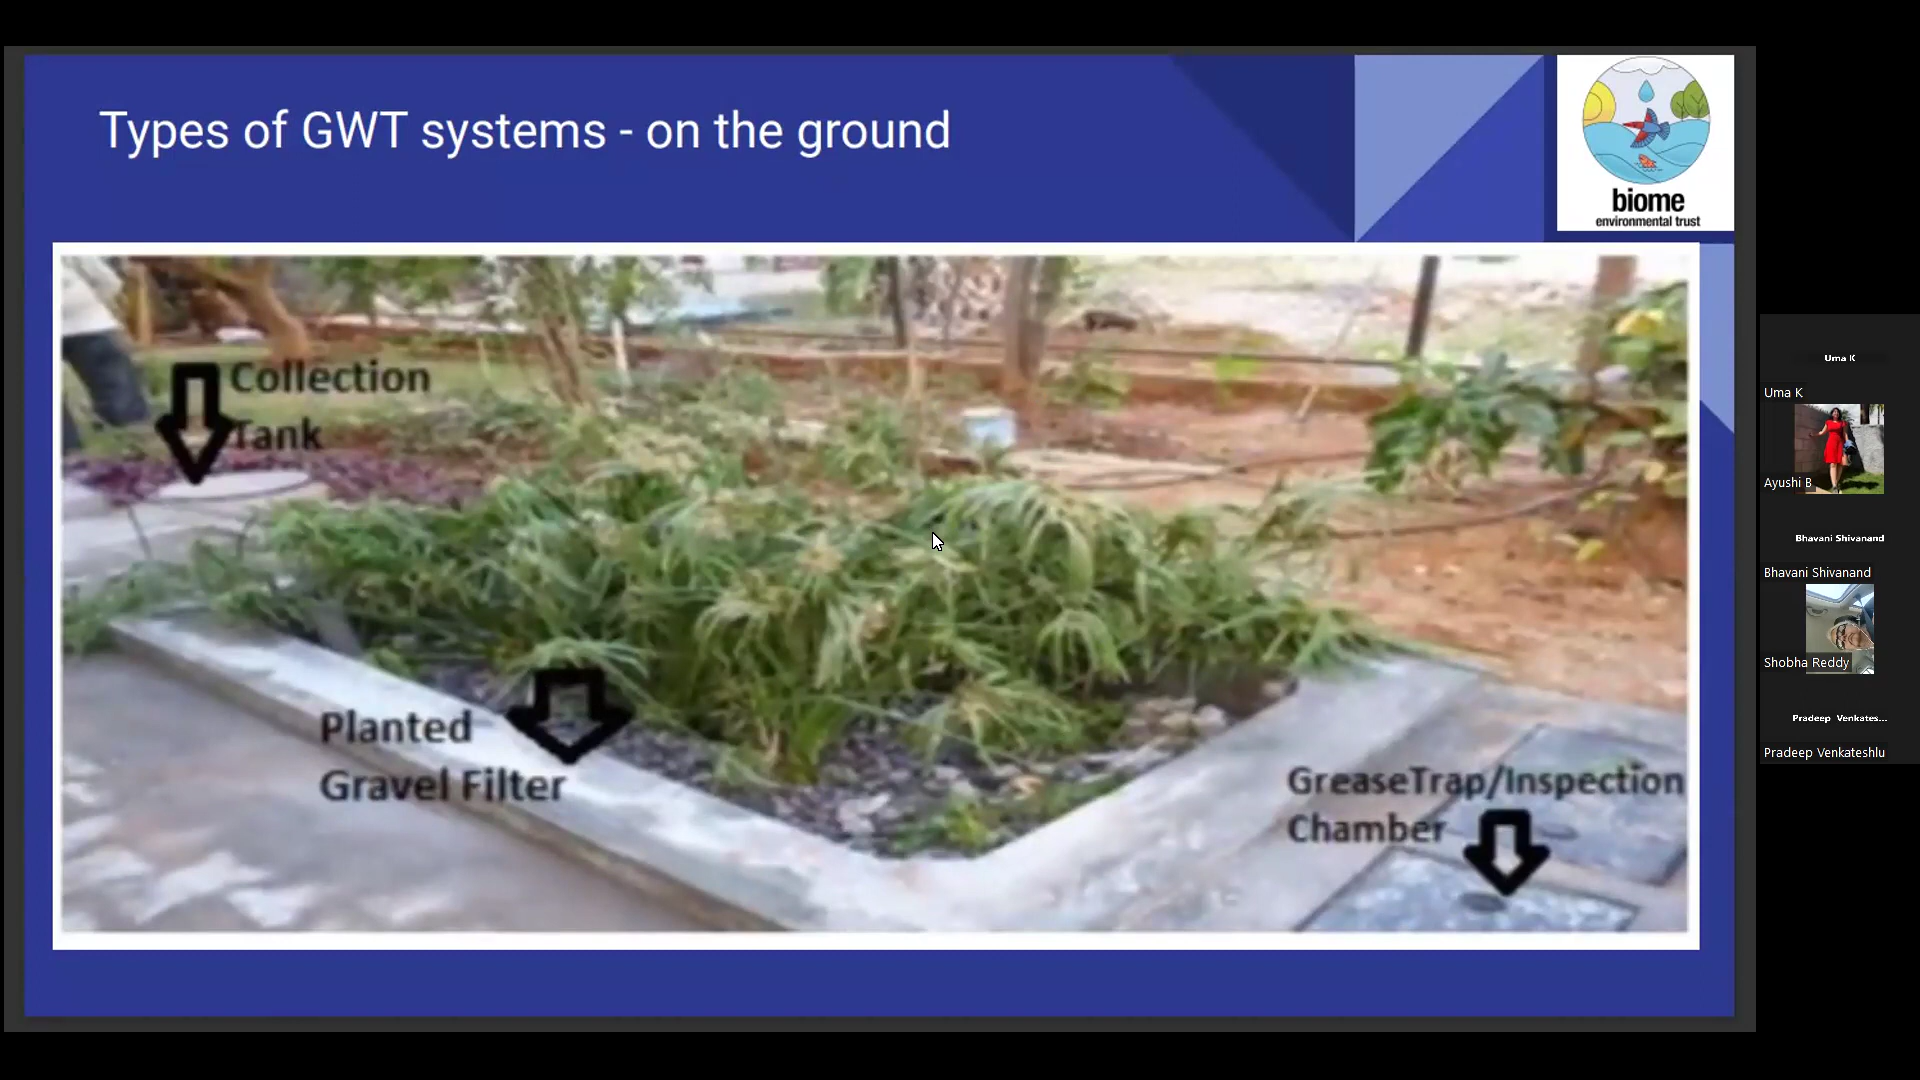 Types of GWT systems - on the ground
biome
environmental trust
Collection
Tank
Planted
Gravel Filter
GreaseTrap/Inspection
Chamber
Uma K
Uma K
Ayushi B
Bhavani Shivanand
Bhavani Shivanand
Shobha Reddy
Pradeep Venkates...
Pradeep Venkateshlu